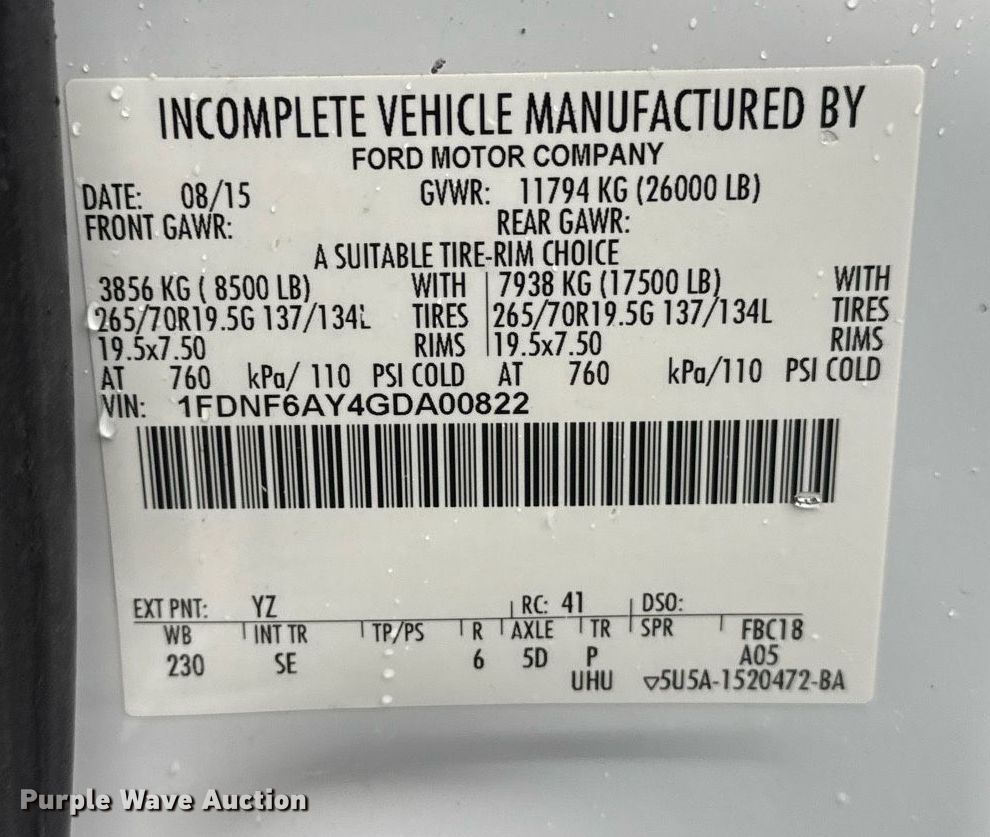 INCOMPLETE VEHICLE MANUFACTURED BY
FORD MOTOR COMPANY
DATE: 08/15 GVWR: 11794 KG (26000 LB)
FRONT GAWR: REAR GAWR:
A SUITABLE TIRE-RIM CHOICE
3856 KG ( 8500 LB) WITH 7938 KG (17500 LB) WITH
265/70R19.5G 137/134L TIRES 265/70R19.5G 137/134L TIRES
19.5x7.50 RIMS 19.5x7.50 RIMS
AT 760 kPa/ 110 PSI COLD AT 760 kPa/110 PSI COLD
VIN: 1FDNF6AY4GDA00822
EXT PNT: YZ RC: 41 DSO:
WB INT TR TP/PS R AXLE TR SPR FBC18
230 SE 6 5D P A05
UHU ▽5U5A-1520472-BA
Purple Wave Auction